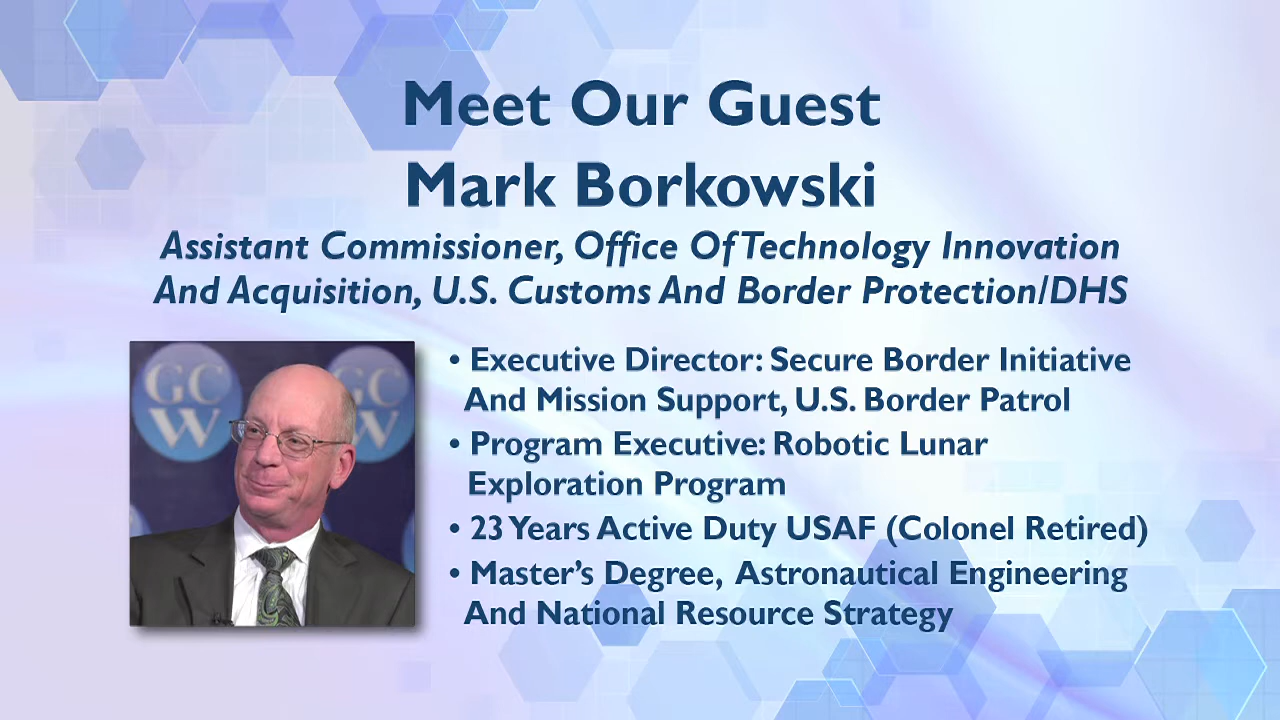 Meet Our Guest
Mark Borkowski
Assistant Commissioner, Office Of Technology Innovation
And Acquisition, U.S. Customs And Border Protection/DHS
GC
W
GC
W
• Executive Director: Secure Border Initiative
And Mission Support, U.S. Border Patrol
• Program Executive: Robotic Lunar
Exploration Program
• 23 Years Active Duty USAF (Colonel Retired)
• Master's Degree, Astronautical Engineering
And National Resource Strategy